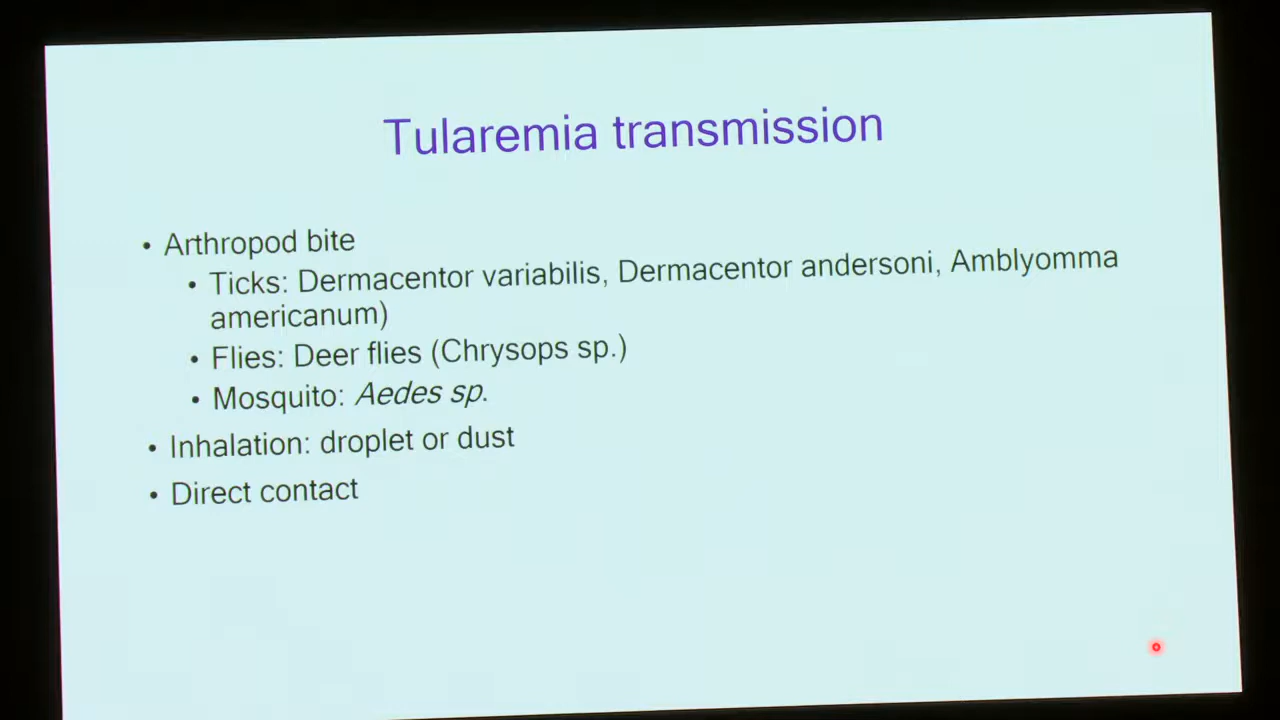 Tularemia transmission
• Arthropod bite
• Ticks: Dermacentor variabilis, Dermacentor andersoni, Amblyomma
americanum)
• Flies: Deer flies (Chrysops sp.)
• Mosquito: Aedes sp.
• Inhalation: droplet or dust
• Direct contact